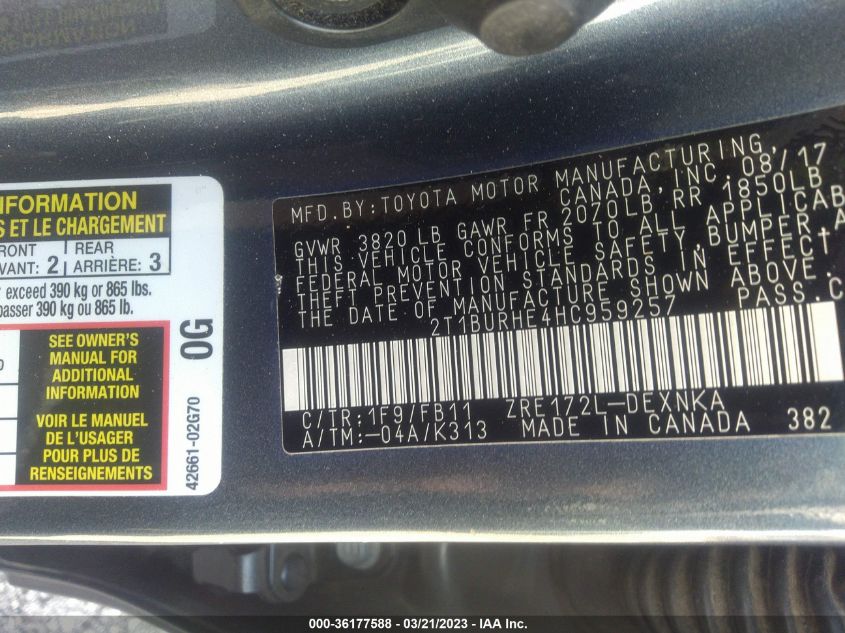 INFORMATION
S ET LE CHARGEMENT
FRONT
VANT: 2
REAR
ARRIÈRE: 3
exceed 390 kg or 865 lbs.
passer 390 kg ou 865 lb.
SEE OWNER'S
MANUAL FOR
ADDITIONAL
INFORMATION
VOIR LE MANUEL
DE L'USAGER
POUR PLUS DE
RENSEIGNEMENTS
0G
42661-02G70
MFD. BY: TOYOTA MOTOR MANUFACTURING,
CANADA, INC. 08/17
GVWR 3820 LB GAWR FR 2070LB RR 1850LB
THIS VEHICLE CONFORMS TO ALL APPLICAB
FEDERAL MOTOR VEHICLE SAFETY, BUMPER, A
THEFT PREVENTION STANDARDS IN EFFECT
THE DATE OF MANUFACTURE SHOWN ABOVE.
2T1BURHE4HC959257 PASS.C
C/TR: 1F9/FB11 ZRE172L-DEXNKA
A/TM: -04A/K313 MADE IN CANADA 382
000-36177588 - 03/21/2023 - IAA Inc.